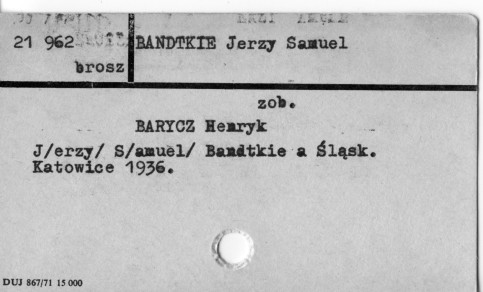 21 962 BANDTKIE Jerzy Samuel
brosz
zob.
BARYCZ Henryk
J/erzy/ S/amuel/ Bandtkie a Śląsk.
Katowice 1936.
DUJ 867/71 15 000